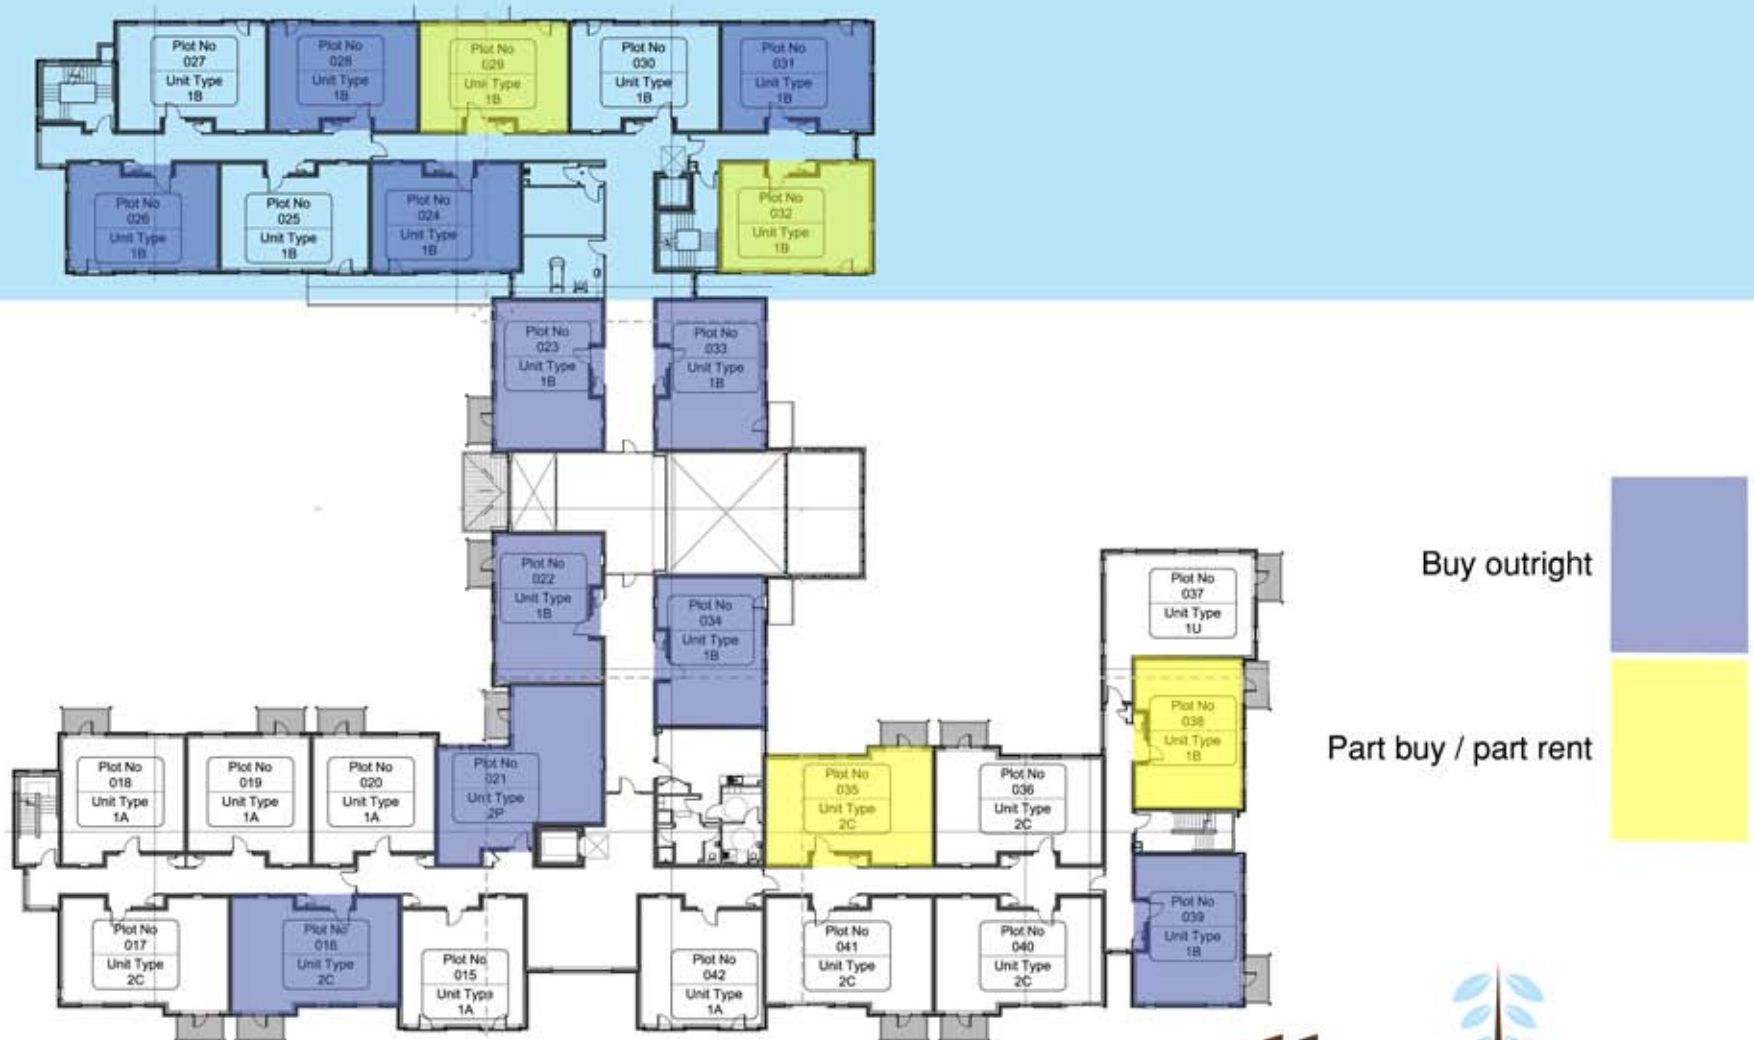 Plot No
027
Unit Type
1B
Plot No
028
Unit Type
1B
Plot No
029
Unit Type
1B
Plot No
030
Unit Type
1B
Plot No
031
Unit Type
1B
Plot No
026
Unit Type
1B
Plot No
025
Unit Type
1B
Plot No
024
Unit Type
1B
Plot No
032
Unit Type
1B
Plot No
023
Unit Type
1B
Plot No
033
Unit Type
1B
Plot No
022
Unit Type
1B
Plot No
034
Unit Type
1B
Plot No
037
Unit Type
1U
Buy outright
Plot No
038
Unit Type
1B
Part buy / part rent
Plot No
018
Unit Type
1A
Plot No
019
Unit Type
1A
Plot No
020
Unit Type
1A
Plot No
021
Unit Type
2P
Plot No
035
Unit Type
2C
Plot No
036
Unit Type
2C
Plot No
017
Unit Type
2C
Plot No
016
Unit Type
2C
Plot No
015
Unit Type
1A
Plot No
042
Unit Type
1A
Plot No
041
Unit Type
2C
Plot No
040
Unit Type
2C
Plot No
039
Unit Type
1B